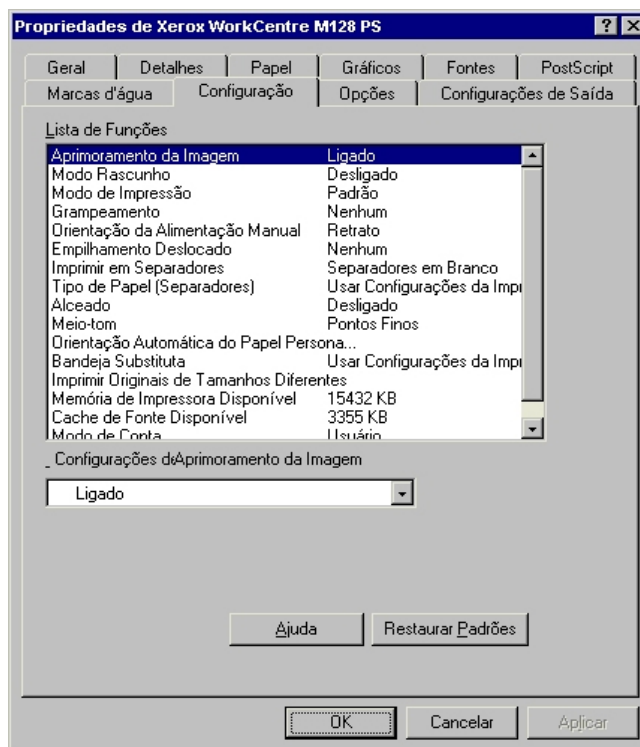 Propriedades de Xerox WorkCentre M128 PS
Geral Detalhes Papel Gráficos Fontes PostScript
Marcas d'água Configuração Opções Configurações de Saída
Lista de Funções
Aprimoramento da Imagem Ligado
Modo Rascunho Desligado
Modo de Impressão Padrão
Grampeamento Nenhum
Orientação da Alimentação Manual Retrato
Empilhamento Deslocado Nenhum
Imprimir em Separadores Separadores em Branco
Tipo de Papel (Separadores) Usar Configurações da Impr
Alceado Desligado
Meio-tom Pontos Finos
Orientação Automática do Papel Persona...
Bandeja Substituta Usar Configurações da Impr
Imprimir Originais de Tamanhos Diferentes
Memória de Impressora Disponível 15432 KB
Cache de Fonte Disponível 3355 KB
Modo de Conta Usuário
Configurações de Aprimoramento da Imagem
Ligado
Ajuda Restaurar Padrões
OK Cancelar Aplicar